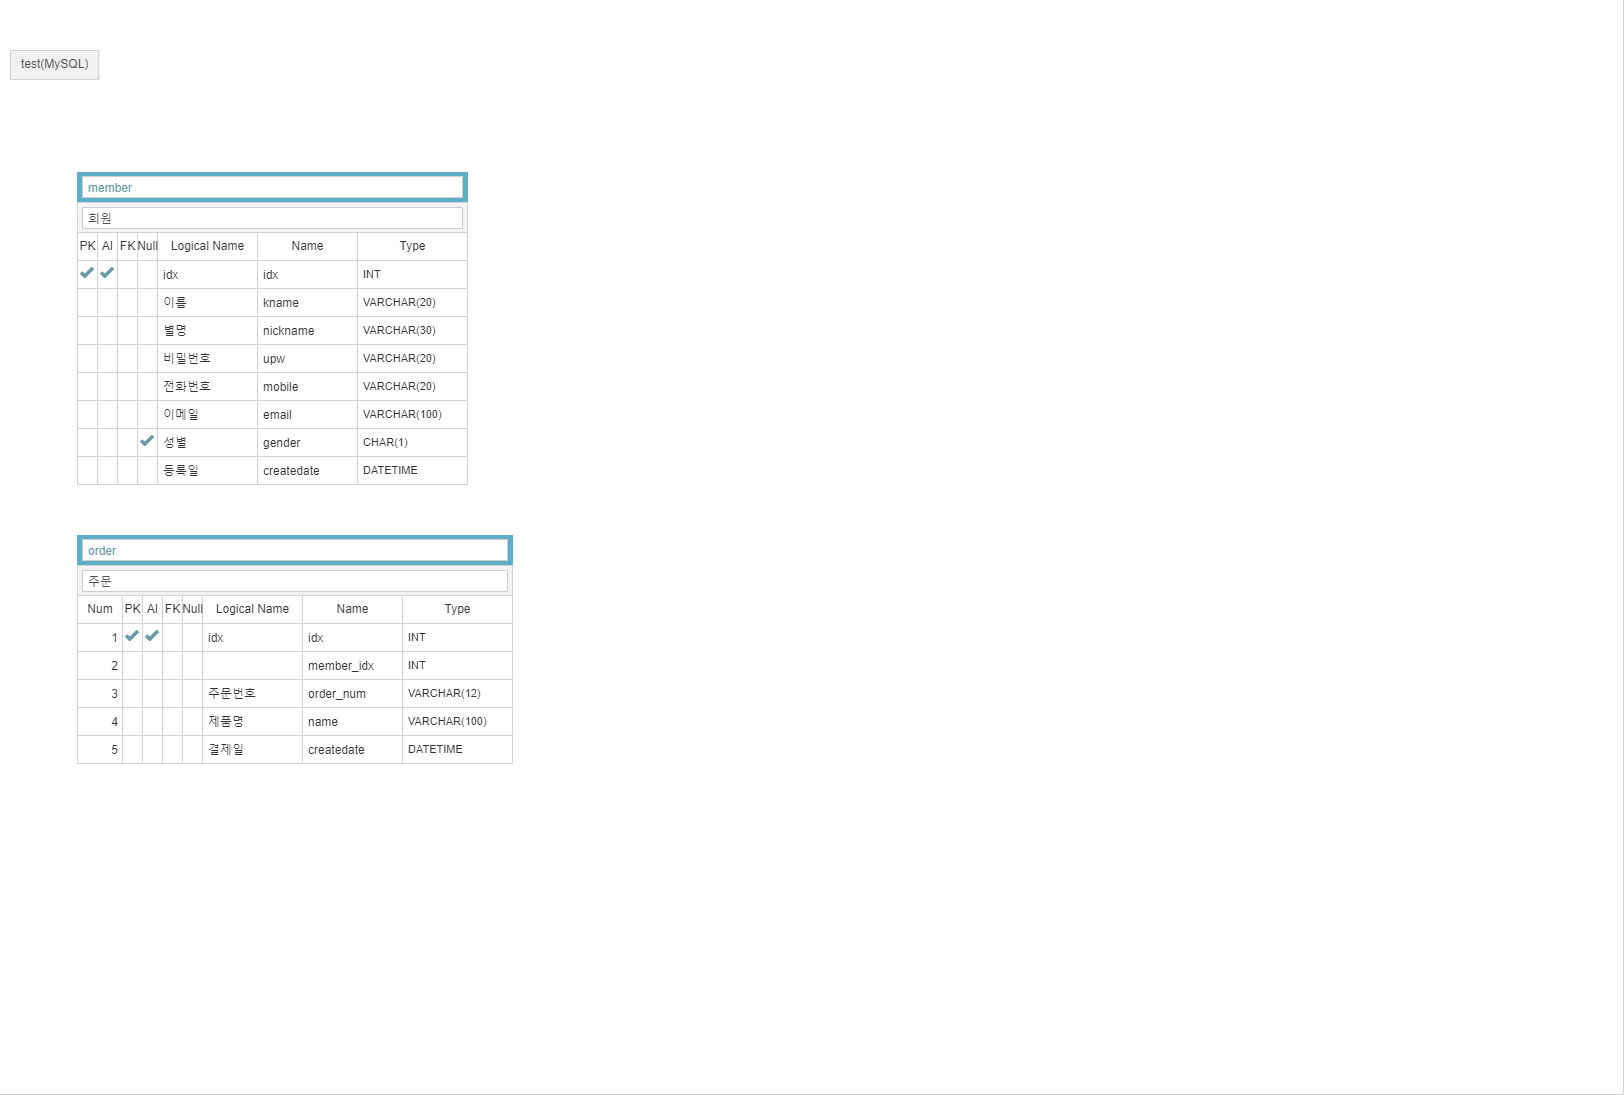 test(MySQL)
member
회원
PK AI FK Null Logical Name Name Type
idx idx INT
이름 kname VARCHAR(20)
별명 nickname VARCHAR(30)
비밀번호 upw VARCHAR(20)
전화번호 mobile VARCHAR(20)
이메일 email VARCHAR(100)
성별 gender CHAR(1)
등록일 createdate DATETIME
order
주문
Num PK AI FK Null Logical Name Name Type
1 idx idx INT
2 member_idx INT
3 주문번호 order_num VARCHAR(12)
4 제품명 name VARCHAR(100)
5 결제일 createdate DATETIME